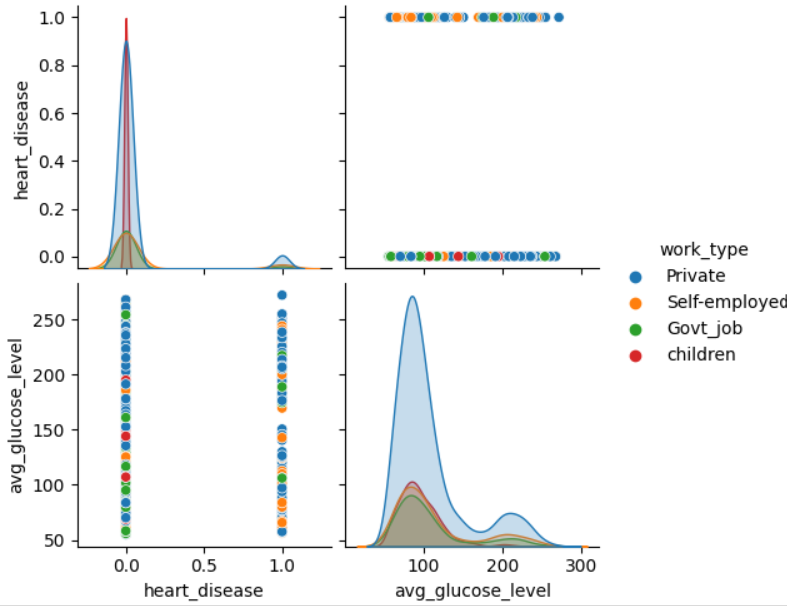 heart_disease
1.0
0.8
0.6
0.4
0.2
0.0
avg_glucose_level
250
200
150
100
50
0.0 0.5 1.0
heart_disease
100 200 300
avg_glucose_level
work_type
Private
Self-employed
Govt_job
children